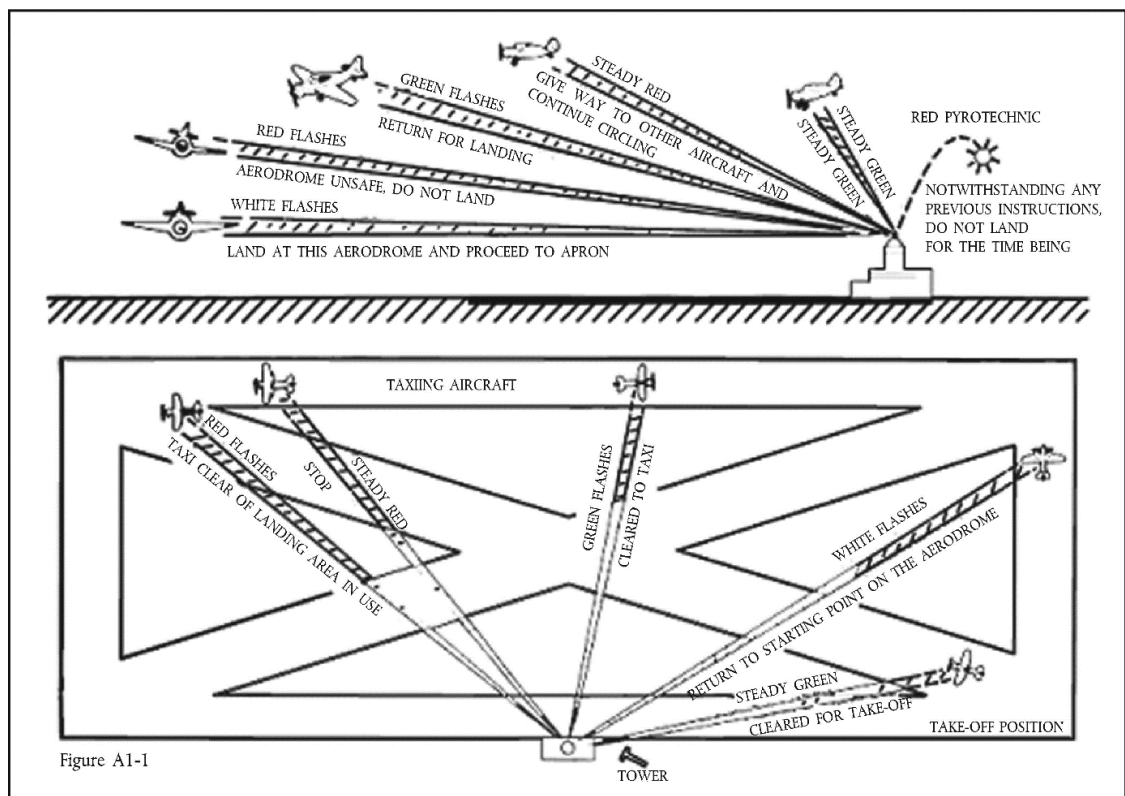 STEADY RED
GIVE WAY TO OTHER AIRCRAFT AND
CONTINUE CIRCLING
GREEN FLASHES
RETURN FOR LANDING
STEADY GREEN
STEADY GREEN
RED PYROTECHNIC
RED FLASHES
AERODROME UNSAFE, DO NOT LAND
NOTWITHSTANDING ANY
PREVIOUS INSTRUCTIONS,
DO NOT LAND
FOR THE TIME BEING
WHITE FLASHES
LAND AT THIS AERODROME AND PROCEED TO APRON
TAXIING AIRCRAFT
RED FLASHES
TAXI CLEAR OF LANDING AREA IN USE
STEADY RED
STOP
GREEN FLASHES
CLEARED TO TAXI
WHITE FLASHES
RETURN TO STARTING POINT ON THE AERODROME
STEADY GREEN
CLEARED FOR TAKE-OFF
TAKE-OFF POSITION
Figure A1-1
TOWER